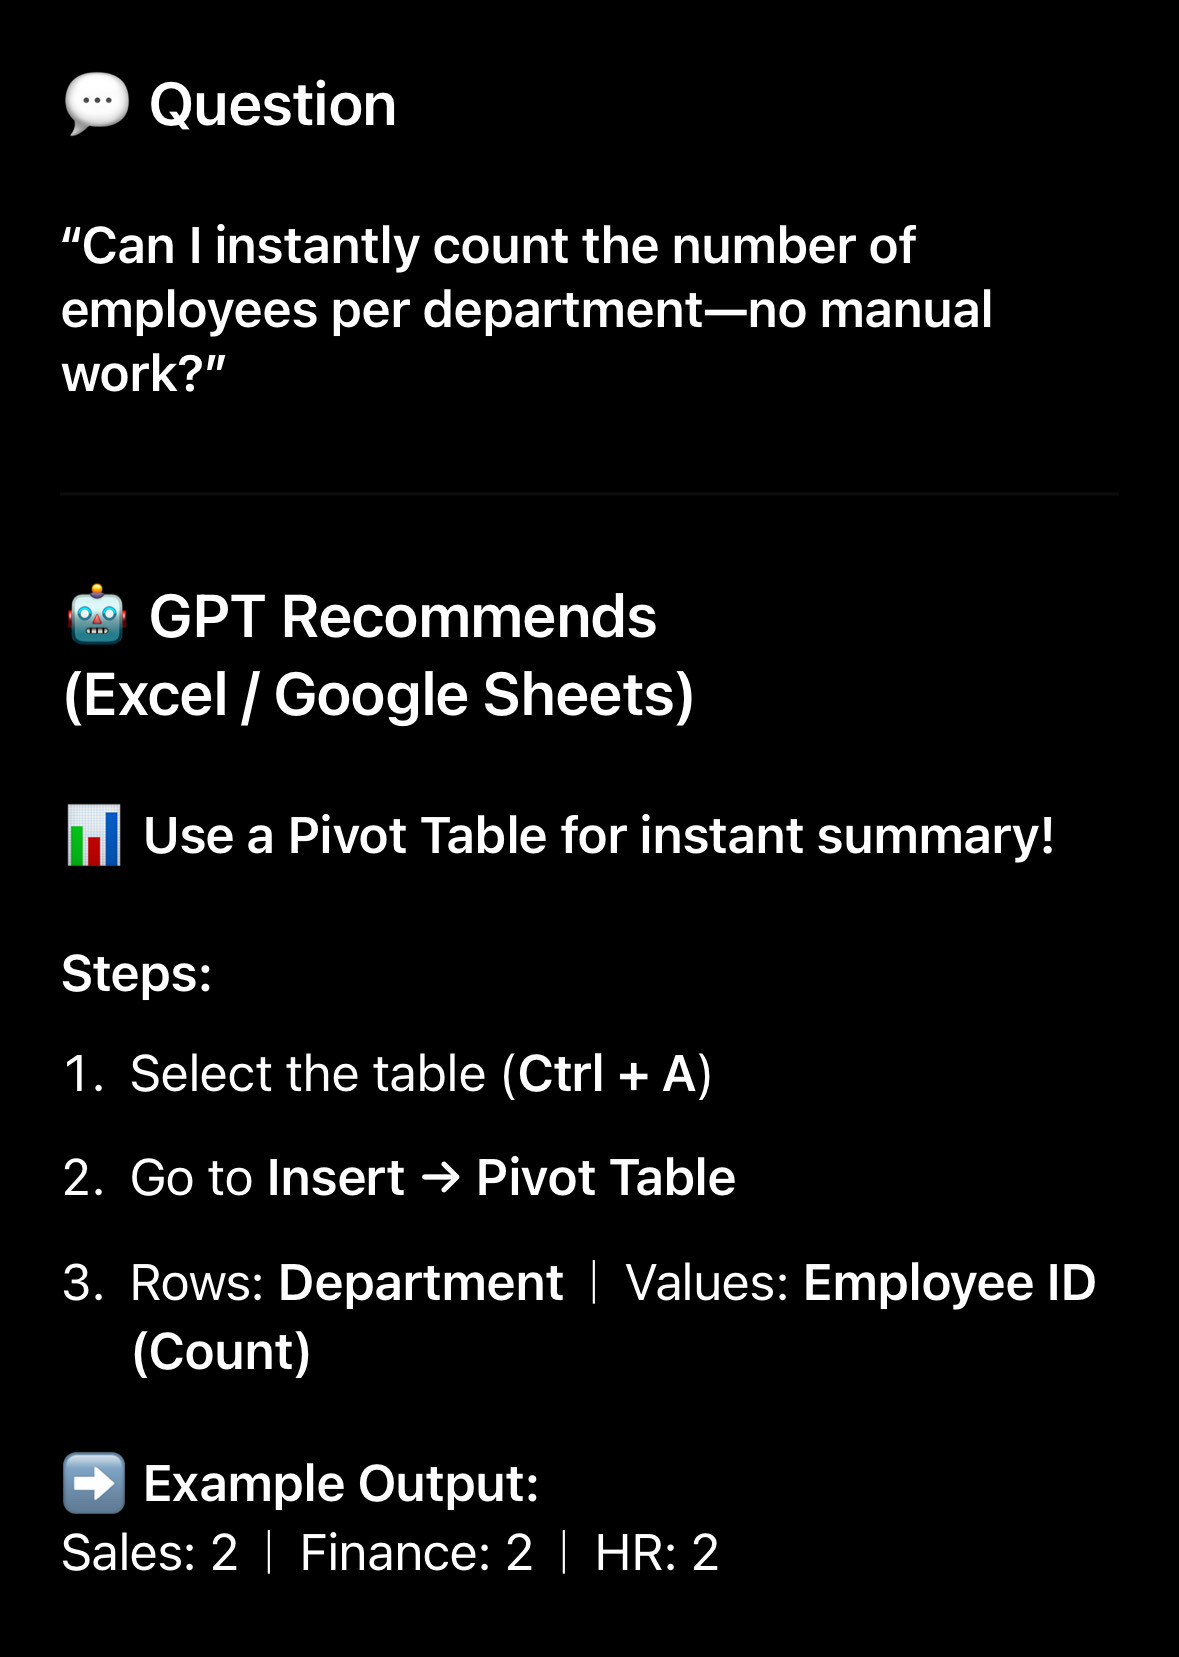 💬 Question
“Can I instantly count the number of
employees per department—no manual
work?”
🤖 GPT Recommends
(Excel / Google Sheets)
📊 Use a Pivot Table for instant summary!
Steps:
1. Select the table (Ctrl + A)
2. Go to Insert → Pivot Table
3. Rows: Department | Values: Employee ID
(Count)
➡️ Example Output:
Sales: 2 | Finance: 2 | HR: 2